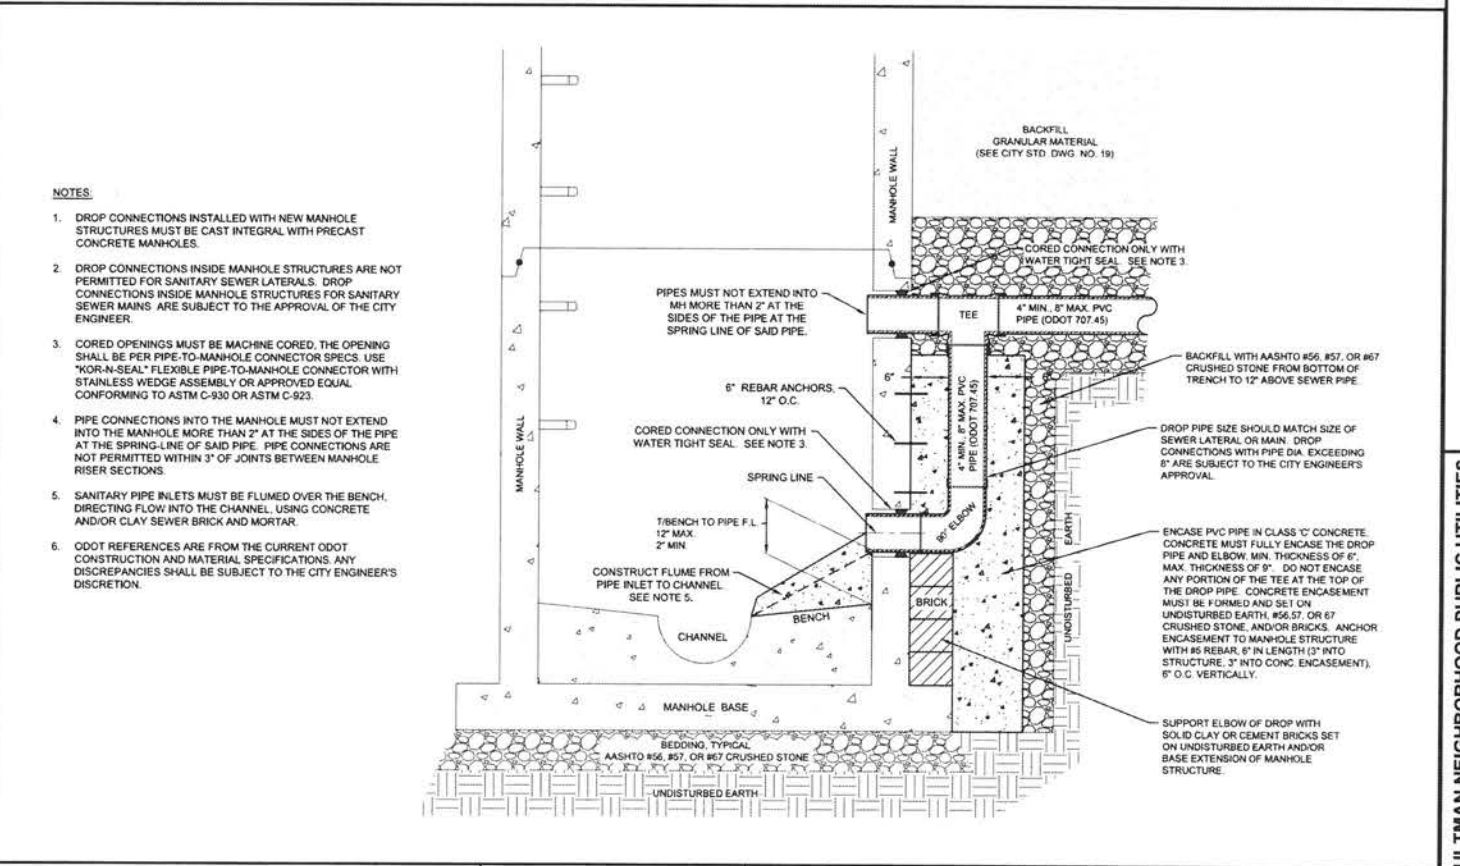 NOTES:
1. DROP CONNECTIONS INSTALLED WITH NEW MANHOLE
STRUCTURES MUST BE CAST INTEGRAL WITH PRECAST
CONCRETE MANHOLES.
2. DROP CONNECTIONS INSIDE MANHOLE STRUCTURES ARE NOT
PERMITTED FOR SANITARY SEWER LATERALS. DROP
CONNECTIONS INSIDE MANHOLE STRUCTURES FOR SANITARY
SEWER MAINS ARE SUBJECT TO THE APPROVAL OF THE CITY
ENGINEER.
3. CORED OPENINGS MUST BE MACHINE CORED, THE OPENING
SHALL BE PER PIPE-TO-MANHOLE CONNECTOR SPECS. USE
"KOR-N-SEAL" FLEXIBLE PIPE-TO-MANHOLE CONNECTOR WITH
STAINLESS WEDGE ASSEMBLY OR APPROVED EQUAL
CONFORMING TO ASTM C-930 OR ASTM C-923.
4. PIPE CONNECTIONS INTO THE MANHOLE MUST NOT EXTEND
INTO THE MANHOLE MORE THAN 2" AT THE SIDES OF THE PIPE
AT THE SPRING-LINE OF SAID PIPE. PIPE CONNECTIONS ARE
NOT PERMITTED WITHIN 3" OF JOINTS BETWEEN MANHOLE
RISER SECTIONS.
5. SANITARY PIPE INLETS MUST BE FLUMED OVER THE BENCH,
DIRECTING FLOW INTO THE CHANNEL, USING CONCRETE
AND/OR CLAY SEWER BRICK AND MORTAR.
6. ODOT REFERENCES ARE FROM THE CURRENT ODOT
CONSTRUCTION AND MATERIAL SPECIFICATIONS. ANY
DISCREPANCIES SHALL BE SUBJECT TO THE CITY ENGINEER'S
DISCRETION.
MANHOLE WALL
MANHOLE WALL
BACKFILL
GRANULAR MATERIAL
(SEE CITY STD. DWG. NO. 19)
CORED CONNECTION ONLY WITH
WATER TIGHT SEAL. SEE NOTE 3.
PIPES MUST NOT EXTEND INTO
MH MORE THAN 2" AT THE
SIDES OF THE PIPE AT THE
SPRING LINE OF SAID PIPE.
TEE
4" MIN., 8" MAX. PVC
PIPE (ODOT 707.45)
6"
6"
4" MIN., 8" MAX. PVC
PIPE (ODOT 707.45)
6" REBAR ANCHORS,
12" O.C.
CORED CONNECTION ONLY WITH
WATER TIGHT SEAL. SEE NOTE 3.
SPRING LINE
90° ELBOW
T/BENCH TO PIPE F.L.
12" MAX.
2" MIN.
CONSTRUCT FLUME FROM
PIPE INLET TO CHANNEL
SEE NOTE 5.
BENCH
BRICK
CHANNEL
MANHOLE BASE
BEDDING, TYPICAL
AASHTO #56, #57, OR #67 CRUSHED STONE
UNDISTURBED EARTH
UNDISTURBED EARTH
BACKFILL WITH AASHTO #56, #57, OR #67
CRUSHED STONE FROM BOTTOM OF
TRENCH TO 12" ABOVE SEWER PIPE.
DROP PIPE SIZE SHOULD MATCH SIZE OF
SEWER LATERAL OR MAIN. DROP
CONNECTIONS WITH PIPE DIA. EXCEEDING
8" ARE SUBJECT TO THE CITY ENGINEER'S
APPROVAL.
ENCASE PVC PIPE IN CLASS 'C' CONCRETE.
CONCRETE MUST FULLY ENCASE THE DROP
PIPE AND ELBOW, MIN. THICKNESS OF 6",
MAX. THICKNESS OF 9". DO NOT ENCASE
ANY PORTION OF THE TEE AT THE TOP OF
THE DROP PIPE. CONCRETE ENCASEMENT
MUST BE FORMED AND SET ON
UNDISTURBED EARTH, #56,57, OR 67
CRUSHED STONE, AND/OR BRICKS. ANCHOR
ENCASEMENT TO MANHOLE STRUCTURE
WITH #5 REBAR, 6" IN LENGTH (3" INTO
STRUCTURE, 3" INTO CONC. ENCASEMENT),
6" O.C. VERTICALLY.
SUPPORT ELBOW OF DROP WITH
SOLID CLAY OR CEMENT BRICKS SET
ON UNDISTURBED EARTH AND/OR
BASE EXTENSION OF MANHOLE
STRUCTURE.
NEIGHBORHOOD PUBLIC UTILITIES